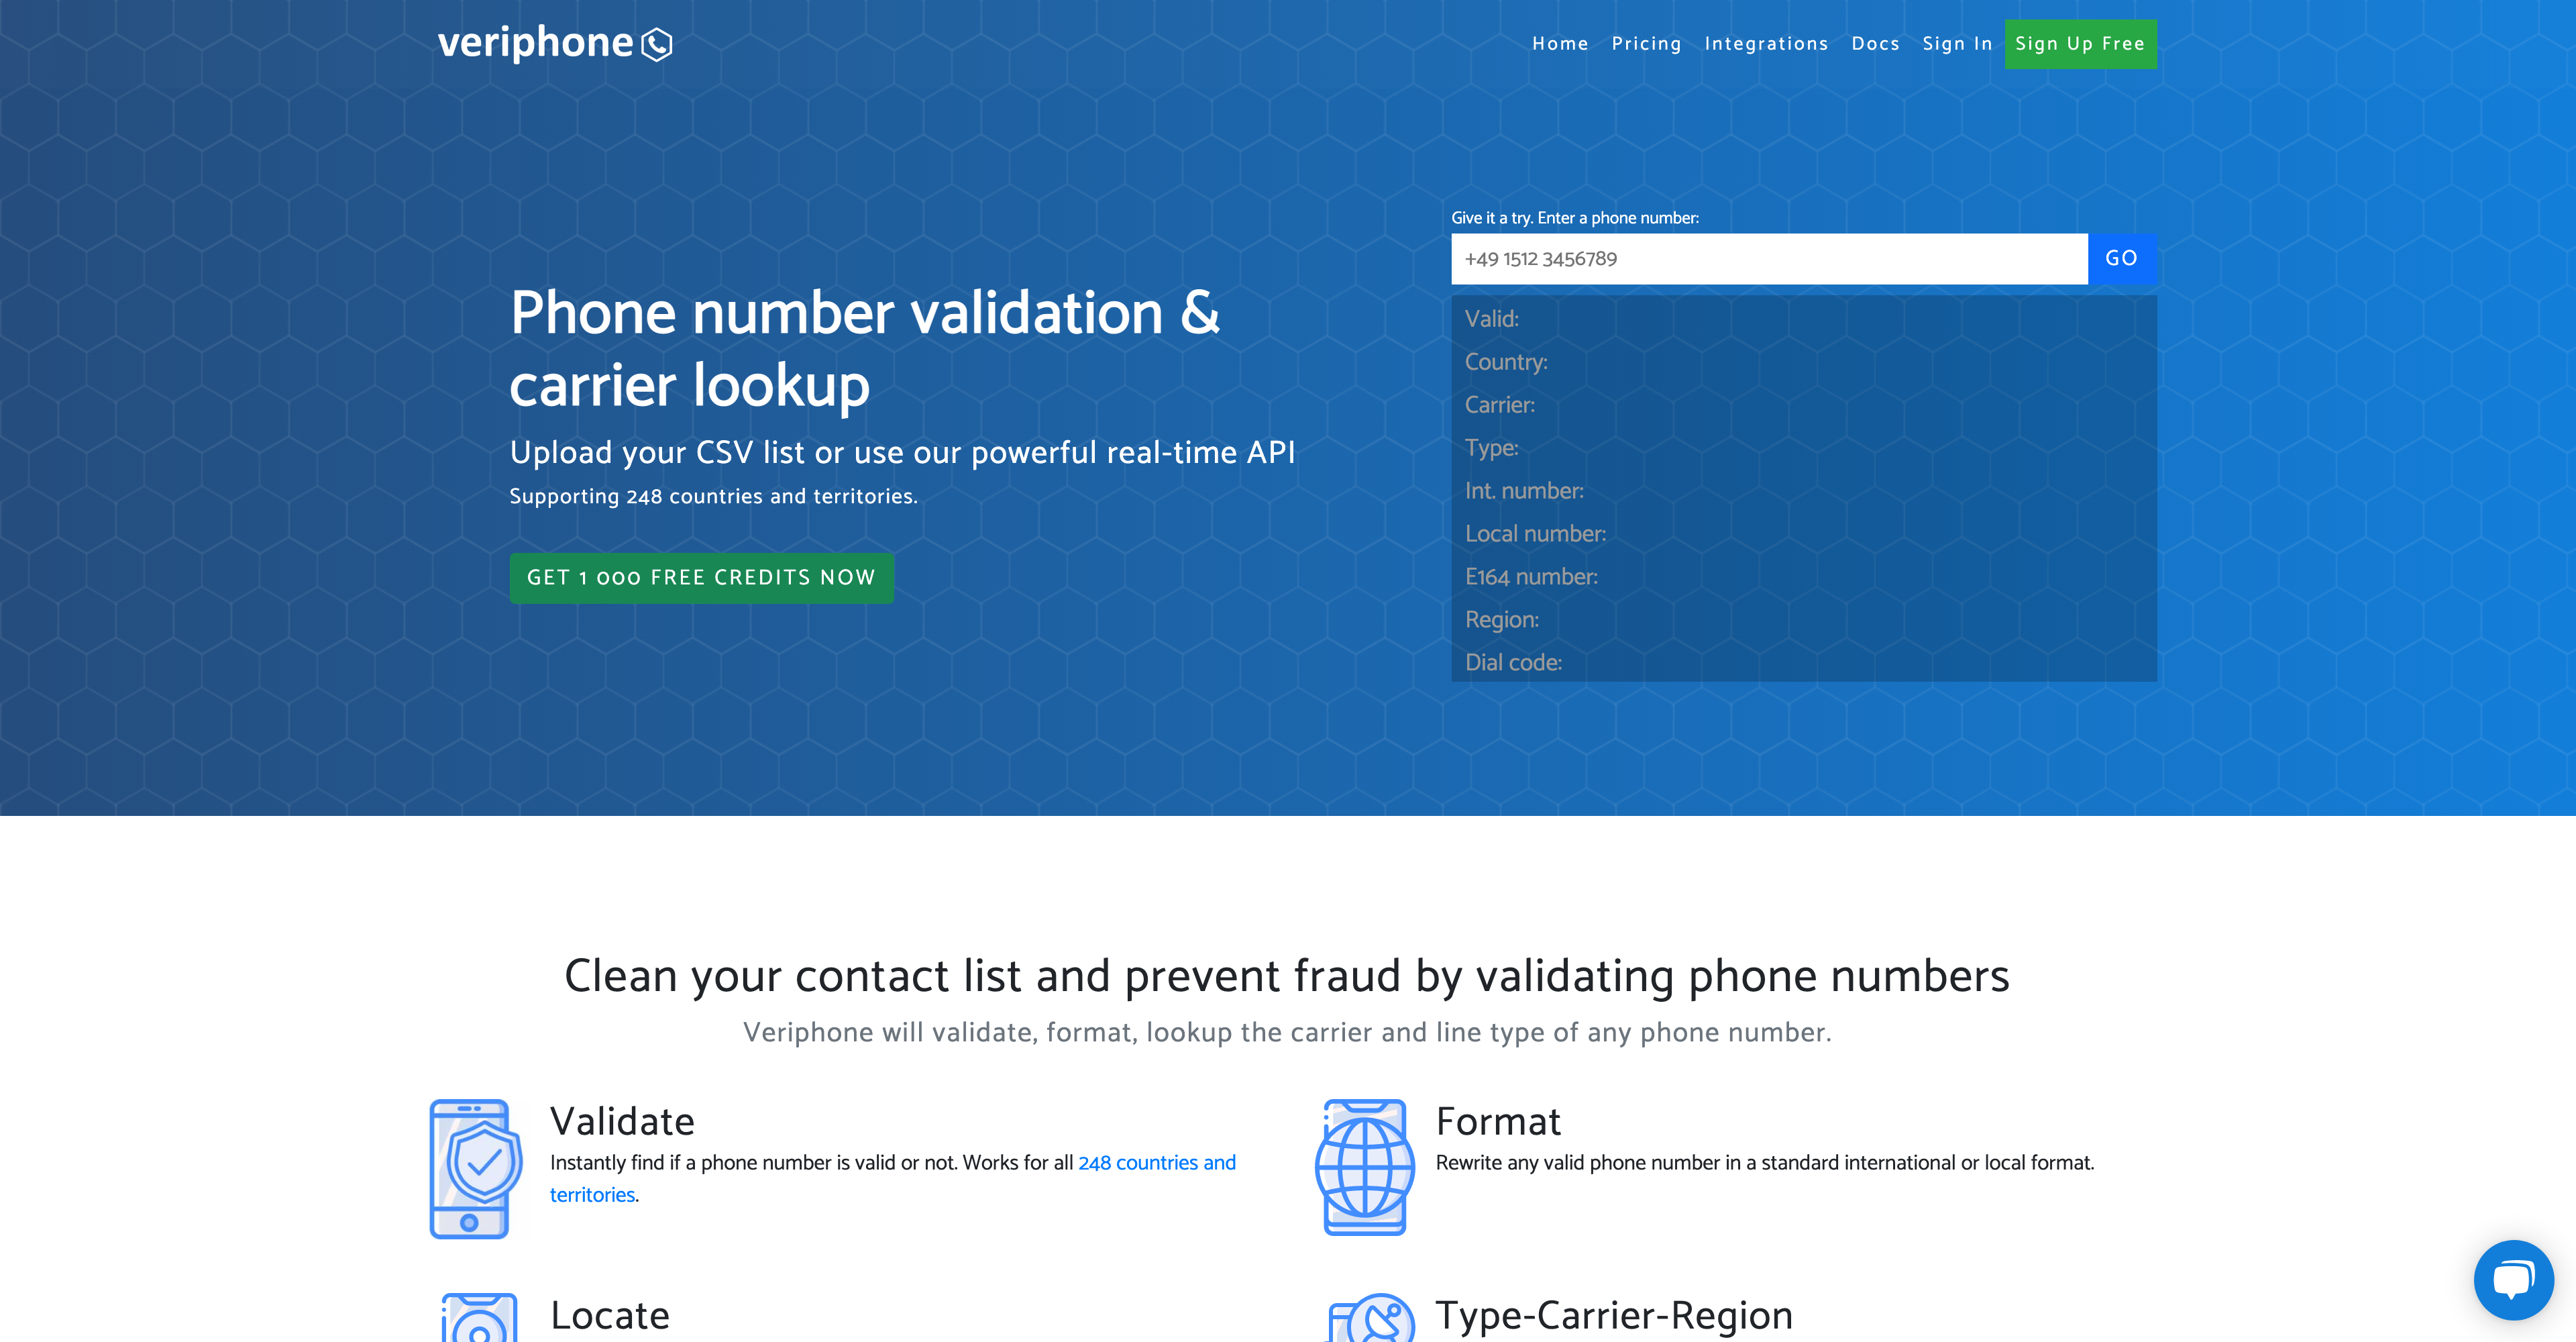 veriphone
Home Pricing Integrations Docs Sign In Sign Up Free
Phone number validation &
carrier lookup
Upload your CSV list or use our powerful real-time API
Supporting 248 countries and territories.
GET 1 000 FREE CREDITS NOW
Give it a try. Enter a phone number:
+49 1512 3456789
GO
Valid:
Country:
Carrier:
Type:
Int. number:
Local number:
E164 number:
Region:
Dial code:
Clean your contact list and prevent fraud by validating phone numbers
Veriphone will validate, format, lookup the carrier and line type of any phone number.
Validate
Instantly find if a phone number is valid or not. Works for all 248 countries and
territories.
Format
Rewrite any valid phone number in a standard international or local format.
Locate
Type-Carrier-Region